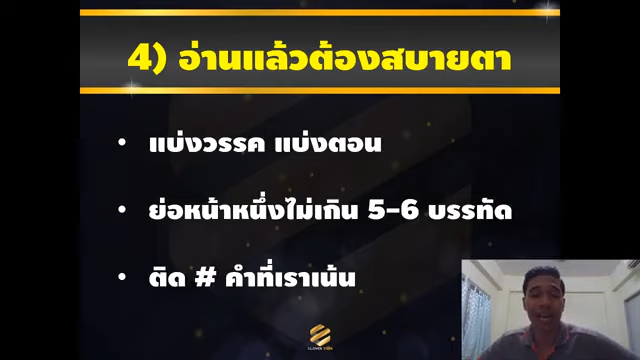 4) อ่านแล้วต้องสบายตา
• แบ่งวรรค แบ่งตอน
• ย่อหน้าหนึ่งไม่เกิน 5-6 บรรทัด
• ติด # คำที่เราเน้น